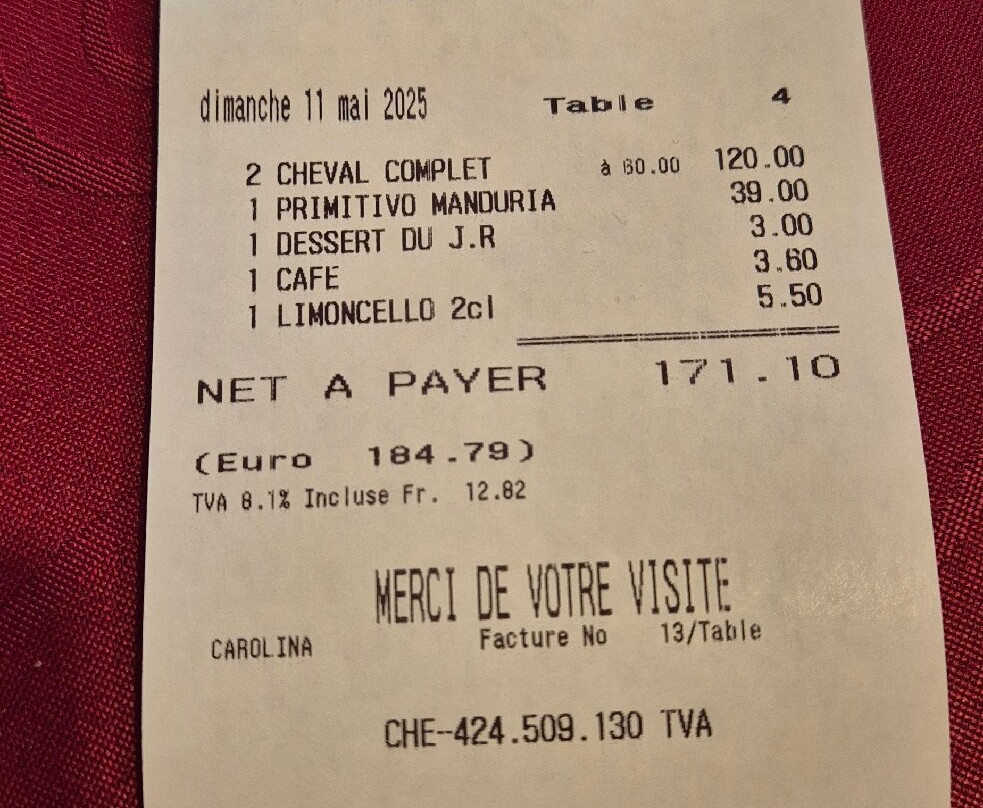 dimanche 11 mai 2025 Table 4
2 CHEVAL COMPLET à 60.00 120.00
1 PRIMITIVO MANDURIA 39.00
1 DESSERT DU J.R 3.00
1 CAFE 3.60
1 LIMONCELLO 2cl 5.50
NET A PAYER 171.10
(Euro 184.79)
TVA 8.1% Incluse Fr. 12.82
MERCI DE VOTRE VISITE
CAROLINA Facture No 13/Table
CHE-424.509.130 TVA